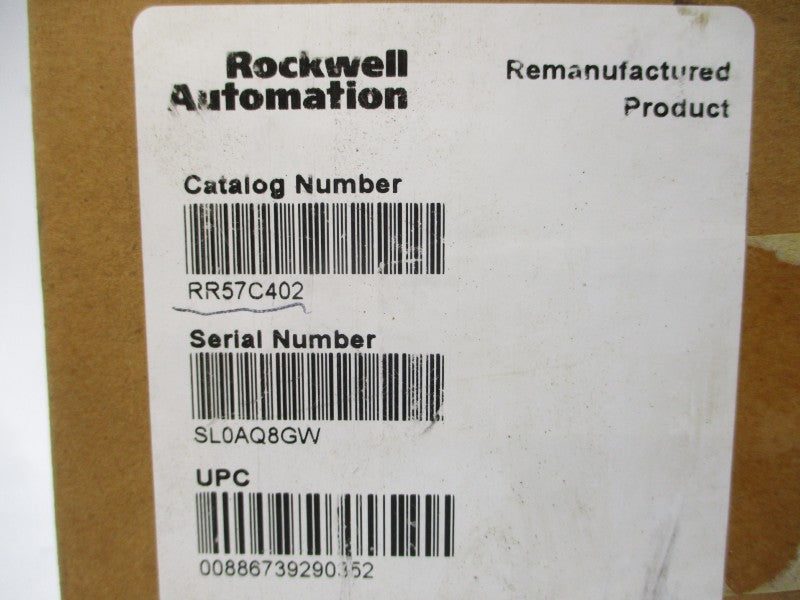 Rockwell
Automation
Remanufactured
Product
Catalog Number
RR57C402
Serial Number
SL0AQ8GW
UPC
00886739290352